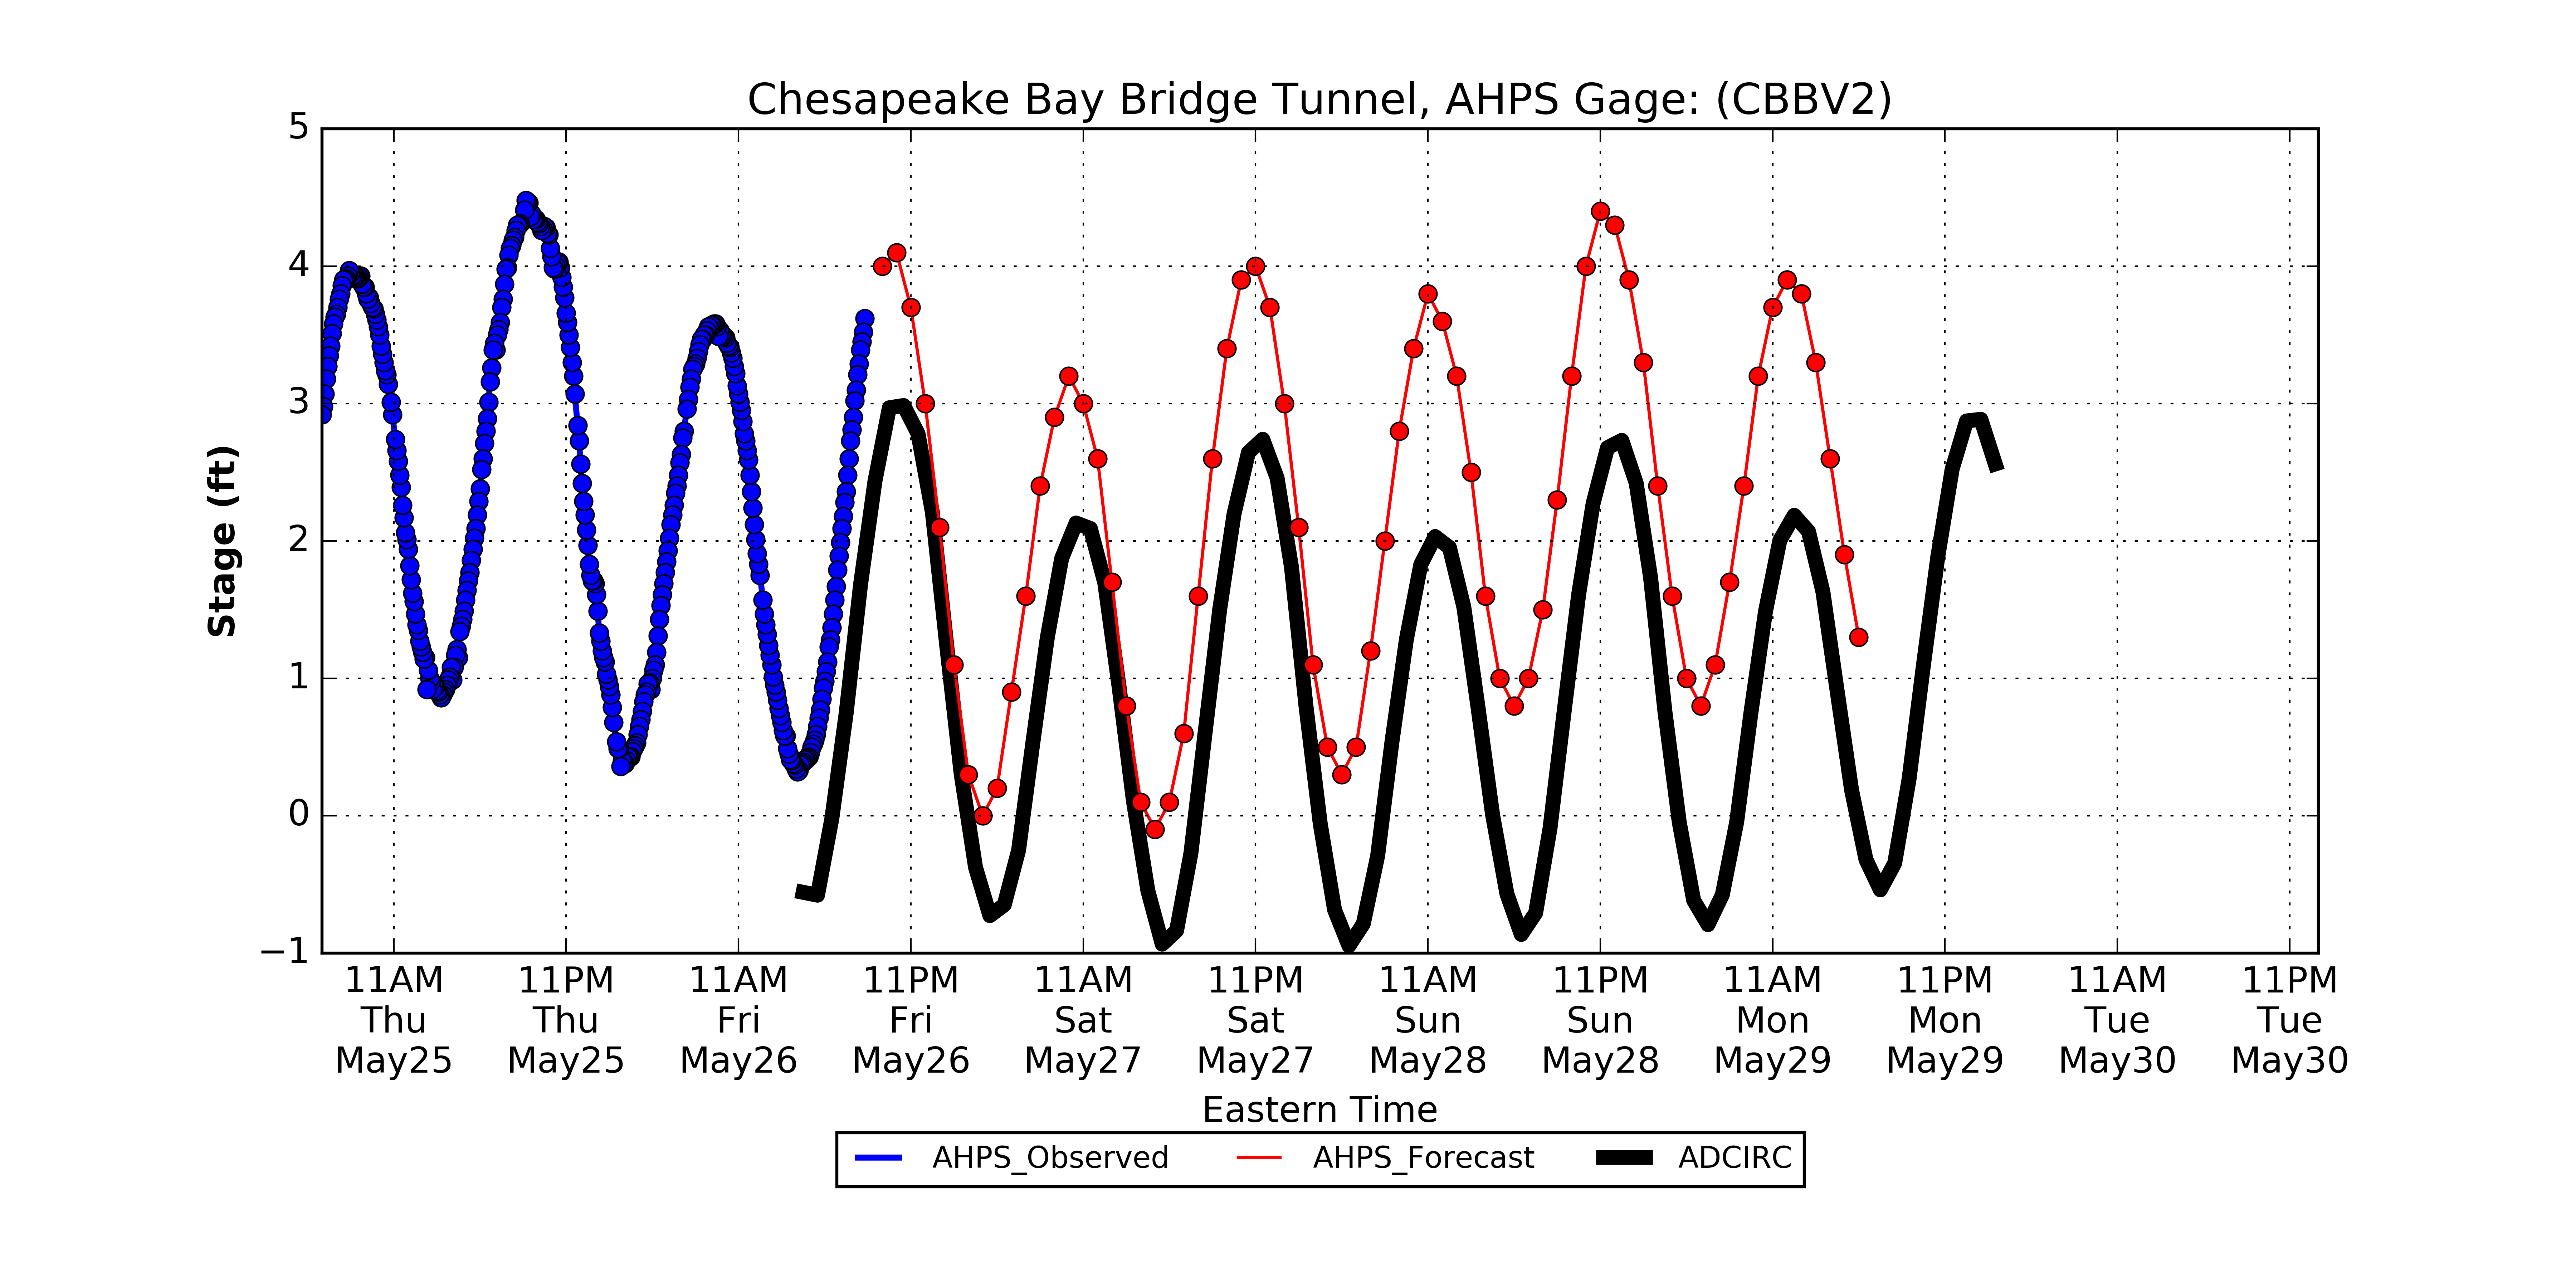 Chesapeake Bay Bridge Tunnel, AHPS Gage: (CBBV2)
5
4
3
2
1
0
−1
Stage (ft)
11AM 11PM 11AM 11PM 11AM 11PM 11AM 11PM 11AM 11PM 11AM 11PM
Thu Thu Fri Fri Sat Sat Sun Sun Mon Mon Tue Tue
May25 May25 May26 May26 May27 May27 May28 May28 May29 May29 May30 May30
Eastern Time
AHPS_Observed AHPS_Forecast ADCIRC